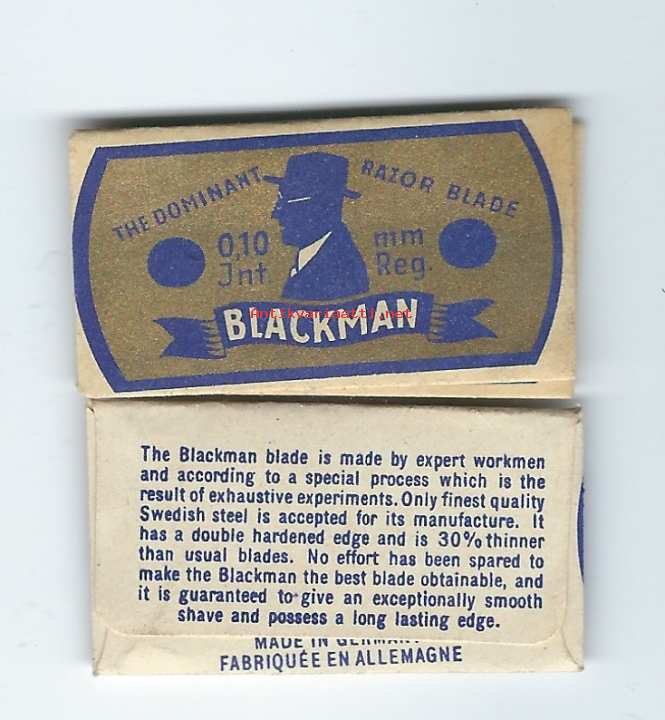 THE DOMINANT RAZOR BLADE
0,10 mm
Int. Reg.
BLACKMAN
Antikvariaatti.net
The Blackman blade is made by expert workmen
and according to a special process which is the
result of exhaustive experiments. Only finest quality
Swedish steel is accepted for its manufacture. It
has a double hardened edge and is 30% thinner
than usual blades. No effort has been spared to
make the Blackman the best blade obtainable, and
it is guaranteed to give an exceptionally smooth
shave and possess a long lasting edge.
MADE IN GERMANY
FABRIQUÉE EN ALLEMAGNE